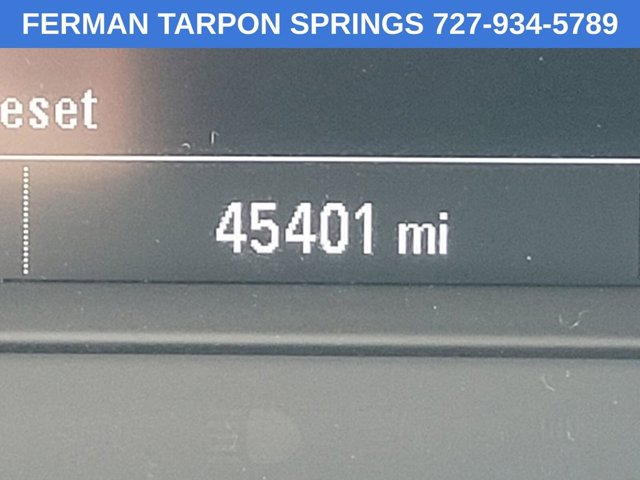 FERMAN TARPON SPRINGS 727-934-5789
eset
45401 mi